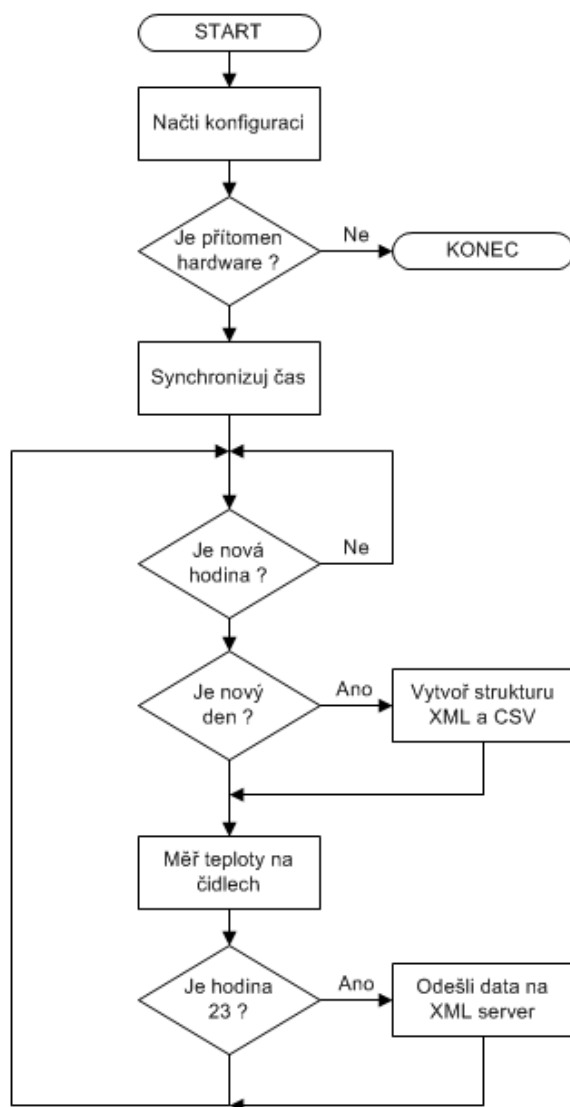 START
Načti konfiguraci
Je přítomen
hardware ?
Ne
KONEC
Synchronizuj čas
Je nová
hodina ?
Ne
Je nový
den ?
Ano
Vytvoř strukturu
XML a CSV
Měř teploty na
čidlech
Je hodina
23 ?
Ano
Odešli data na
XML server